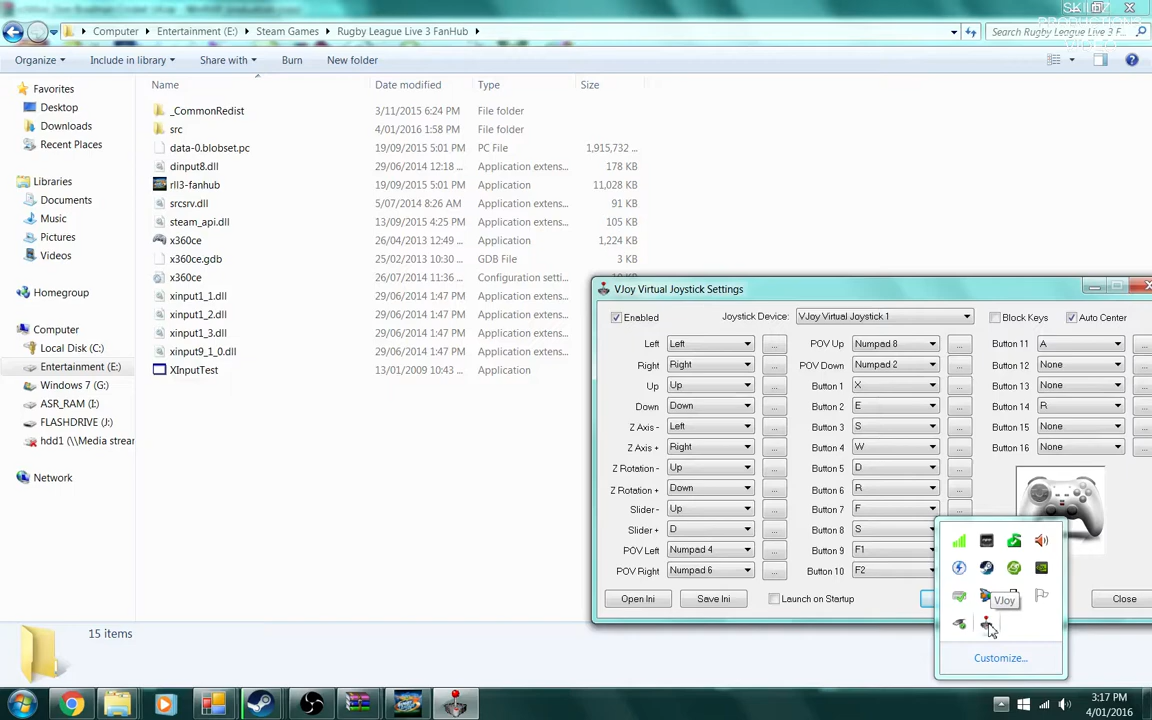 SKILLZ
PRODUCTIONS
VIDEOS
Computer Entertainment (E:) Steam Games Rugby League Live 3 FanHub
Search Rugby League Live 3 F...
Organize Include in library Share with Burn New folder
Favorites
Desktop
Downloads
Recent Places
Libraries
Documents
Music
Pictures
Videos
Homegroup
Computer
Local Disk (C:)
Entertainment (E:)
Windows 7 (G:)
ASR_RAM (I:)
FLASHDRIVE (J:)
hdd1 (\\Media strean
Network
Name Date modified Type Size
_CommonRedist 3/11/2015 6:24 PM File folder
src 4/01/2016 1:58 PM File folder
data-0.blobset.pc 19/09/2015 5:01 PM PC File 1,915,732 ...
dinput8.dll 29/06/2014 12:18 ... Application extens... 178 KB
rll3-fanhub 19/09/2015 5:01 PM Application 11,028 KB
srcsrv.dll 5/07/2014 8:26 AM Application extens... 91 KB
steam_api.dll 13/09/2015 4:25 PM Application extens... 105 KB
x360ce 26/04/2013 12:49 ... Application 1,224 KB
x360ce.gdb 25/02/2013 10:30 ... GDB File 3 KB
x360ce 26/07/2014 11:36 ... Configuration setti...
xinput1_1.dll 29/06/2014 1:47 PM Application extens...
xinput1_2.dll 29/06/2014 1:47 PM Application extens...
xinput1_3.dll 29/06/2014 1:47 PM Application extens...
xinput9_1_0.dll 29/06/2014 1:47 PM Application extens...
XInputTest 13/01/2009 10:43 ... Application
VJoy Virtual Joystick Settings
Enabled Joystick Device: VJoy Virtual Joystick 1 Block Keys Auto Center
Left Left ... POV Up Numpad 8 ... Button 11 A ...
Right Right ... POV Down Numpad 2 ... Button 12 None ...
Up Up ... Button 1 X ... Button 13 None ...
Down Down ... Button 2 E ... Button 14 R ...
Z Axis - Left ... Button 3 S ... Button 15 None ...
Z Axis + Right ... Button 4 W ... Button 16 None ...
Z Rotation - Up ... Button 5 D ...
Z Rotation + Down ... Button 6 R ...
Slider - Up ... Button 7 F ...
Slider + D ... Button 8 S
POV Left Numpad 4 ... Button 9 F1
POV Right Numpad 6 ... Button 10 F2
Open Ini Save Ini Launch on Startup Close
VJoy
Customize...
15 items
3:17 PM
4/01/2016